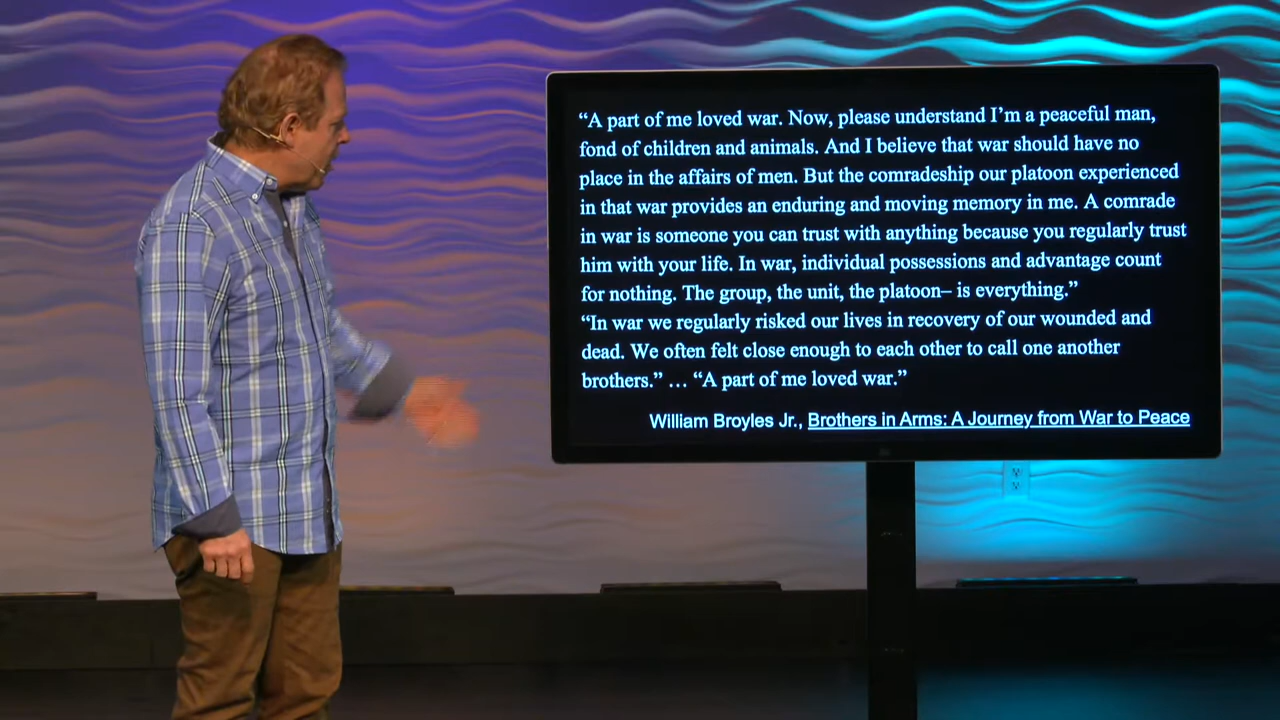 “A part of me loved war. Now, please understand I’m a peaceful man,
fond of children and animals. And I believe that war should have no
place in the affairs of men. But the comradeship our platoon experienced
in that war provides an enduring and moving memory in me. A comrade
in war is someone you can trust with anything because you regularly trust
him with your life. In war, individual possessions and advantage count
for nothing. The group, the unit, the platoon– is everything.”
“In war we regularly risked our lives in recovery of our wounded and
dead. We often felt close enough to each other to call one another
brothers.” … “A part of me loved war.”
William Broyles Jr., Brothers in Arms: A Journey from War to Peace